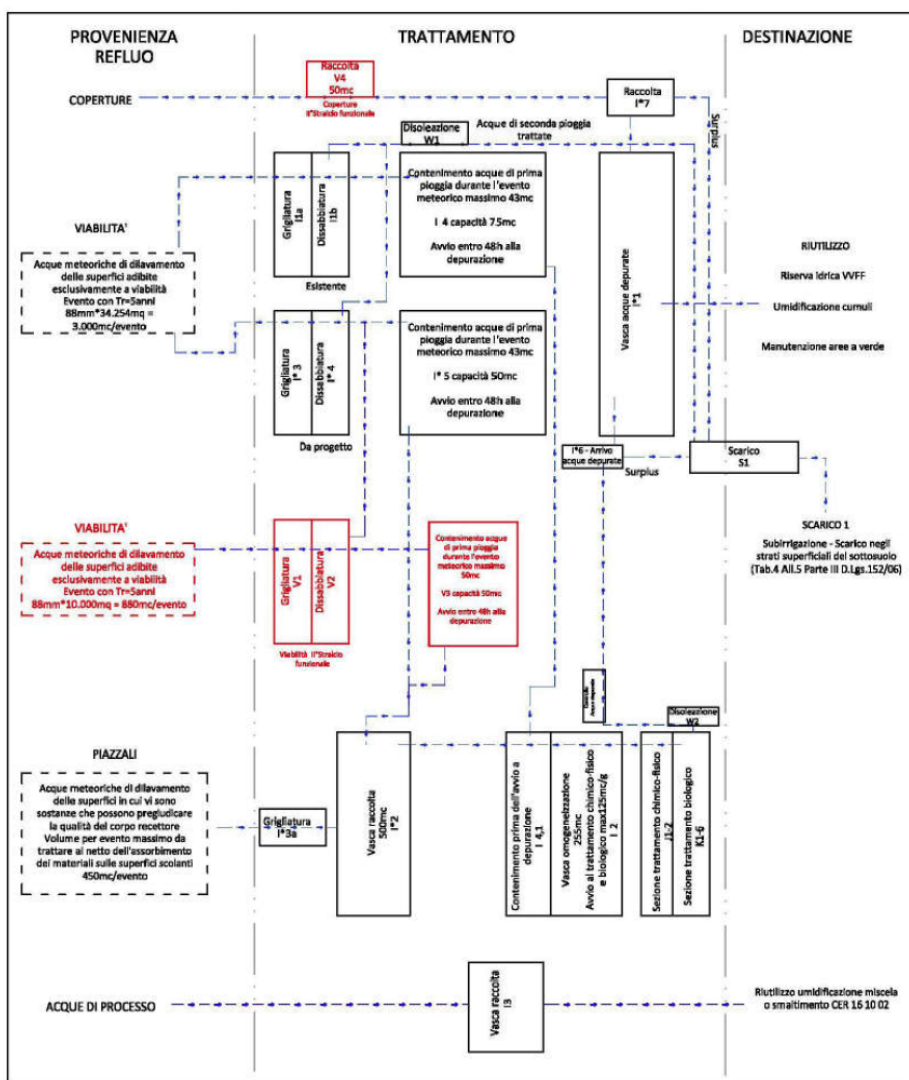 PROVENIENZA
REFLUO
TRATTAMENTO
DESTINAZIONE
COPERTURE
Raccolta
V4
50mc
Coperture
II°Stralcio funzionale
Raccolta
I*7
Surplus
Disoleazione
W1
Acque di seconda pioggia
trattate
VIABILITA'
Acque meteoriche di dilavamento
delle superfici adibite
esclusivamente a viabilità
Evento con Tr=5anni
88mm*34.254mq =
3.000mc/evento
Grigliatura
I1a
Dissabbiatura
I1b
Esistente
Contenimento acque di prima
pioggia durante l'evento
meteorico massimo 43mc
I 4 capacità 75mc
Avvio entro 48h alla
depurazione
Vasca acque depurate
I*1
RIUTILIZZO
Riserva idrica VVFF
Umidificazione cumuli
Manutenzione aree a verde
Grigliatura
I* 3
Dissabbiatura
I* 4
Da progetto
Contenimento acque di prima
pioggia durante l'evento
meteorico massimo 43mc
I* 5 capacità 50mc
Avvio entro 48h alla
depurazione
I*6 - Arrivo
acque depurate
Surplus
Scarico
S1
SCARICO 1
Subirrigazione - Scarico negli
strati superficiali del sottosuolo
(Tab.4 All.5 Parte III D.Lgs.152/06)
VIABILITA'
Acque meteoriche di dilavamento
delle superfici adibite
esclusivamente a viabilità
Evento con Tr=5anni
88mm*10.000mq = 880mc/evento
Grigliatura
V1
Dissabbiatura
V2
Viabilità II°Stralcio
funzionale
Contenimento acque
di prima pioggia
durante l'evento
meteorico massimo
50mc
V3 capacità 50mc
Avvio entro 48h alla
depurazione
Disoleazione
W2
PIAZZALI
Acque meteoriche di dilavamento
delle superfici in cui vi sono
sostanze che possono pregiudicare
la qualità del corpo recettore
Volume per evento massimo da
trattare al netto dell'assorbimento
dei materiali sulle superfici scolanti
450mc/evento
Grigliatura
I*3a
Vasca raccolta
500mc
I*2
Contenimento prima dell'avvio a
depurazione
I 4,1
Vasca omogeneizzazione
255mc
Avvio al trattamento chimico-fisico
e biologico max125mc/g
I 2
Sezione trattamento chimico-fisico
J1-2
Sezione trattamento biologico
K1-6
ACQUE DI PROCESSO
Vasca raccolta
I3
Riutilizzo umidificazione miscela
o smaltimento CER 16 10 02